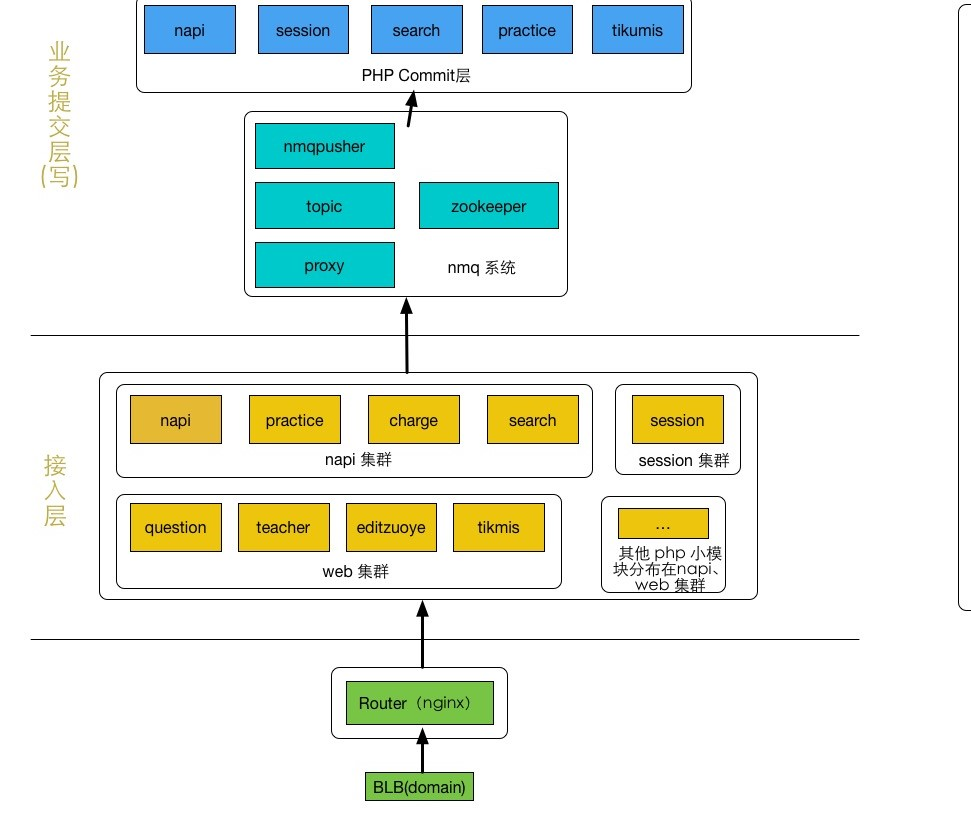 napi
session
search
practice
tikumis
PHP Commit层
业务提交层(写)
nmqpusher
topic
zookeeper
proxy
nmq 系统
接入层
napi
practice
charge
search
napi 集群
session
session 集群
question
teacher
editzuoye
tikmis
web 集群
...
其他 php 小模
块分布在napi、
web 集群
Router（nginx）
BLB(domain)